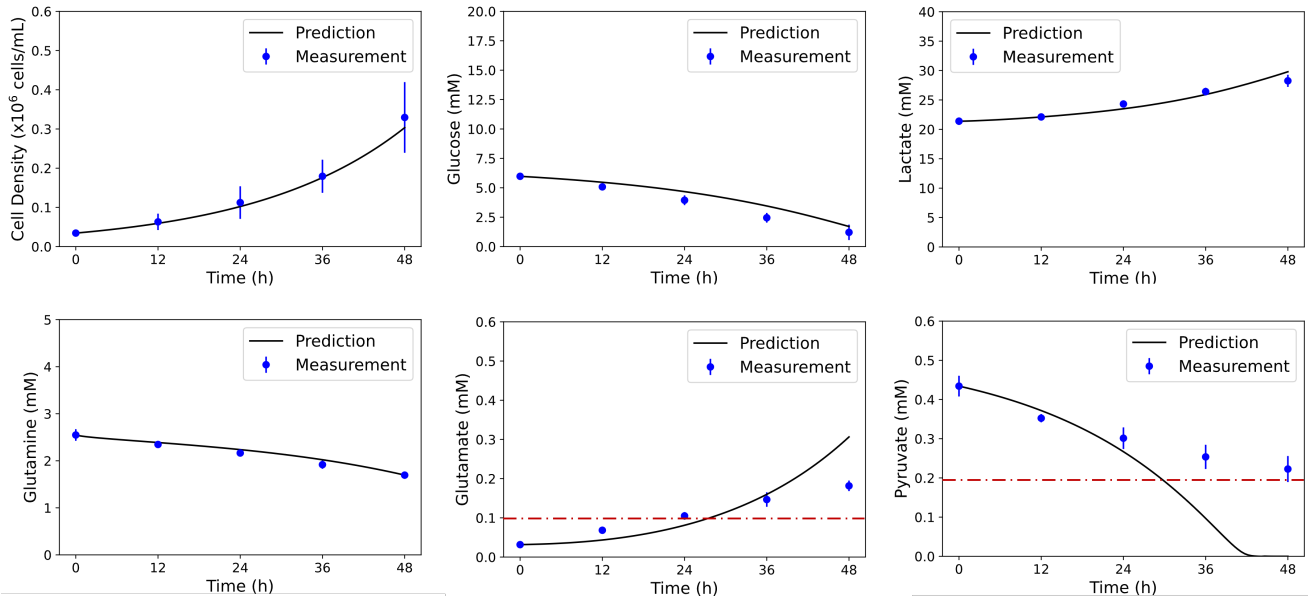 0.6
0.5
0.4
0.3
0.2
0.1
0.0
Cell Density (x10⁶ cells/mL)
Prediction
Measurement
0 12 24 36 48
Time (h)
20.0
17.5
15.0
12.5
10.0
7.5
5.0
2.5
0.0
Glucose (mM)
Prediction
Measurement
0 12 24 36 48
Time (h)
40
35
30
25
20
15
10
5
0
Lactate (mM)
Prediction
Measurement
0 12 24 36 48
Time (h)
5
4
3
2
1
0
Glutamine (mM)
Prediction
Measurement
0 12 24 36 48
Time (h)
0.6
0.5
0.4
0.3
0.2
0.1
0.0
Glutamate (mM)
Prediction
Measurement
0 12 24 36 48
Time (h)
0.6
0.5
0.4
0.3
0.2
0.1
0.0
Pyruvate (mM)
Prediction
Measurement
0 12 24 36 48
Time (h)